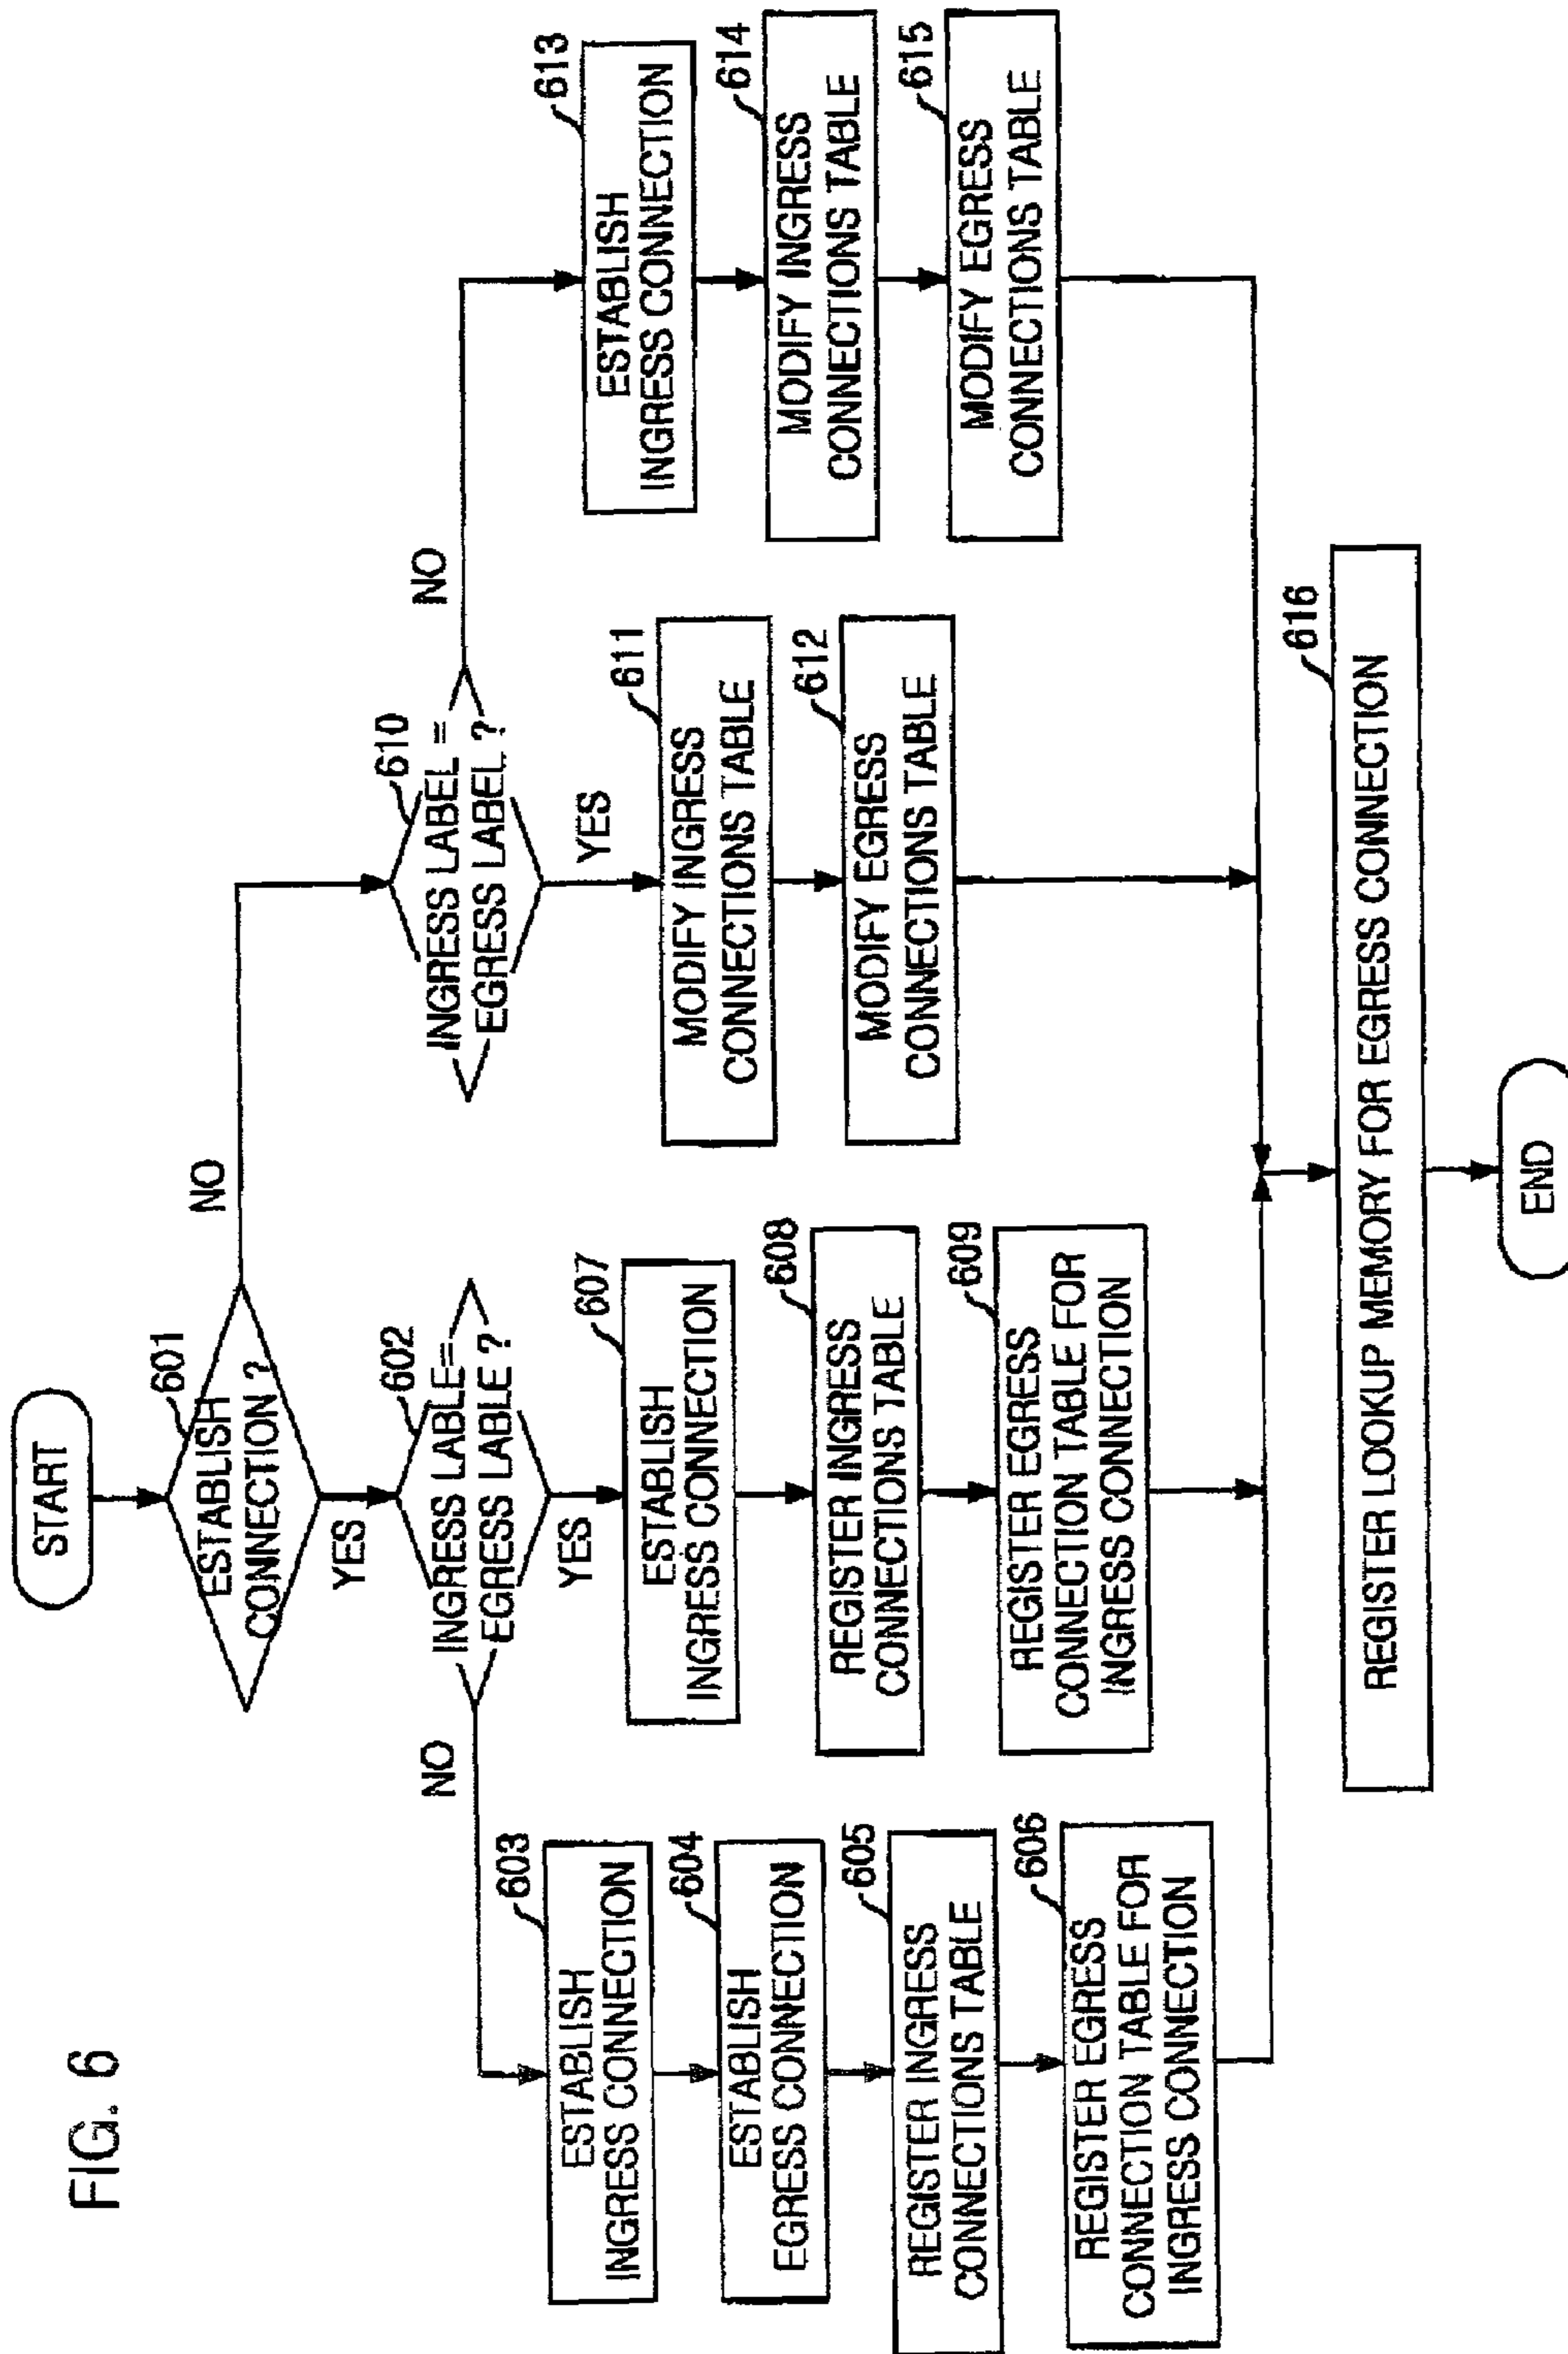 FIG. 6
START
601
ESTABLISH
CONNECTION ?
YES
NO
602
INGRESS LABLE=
EGRESS LABLE ?
NO
YES
603
ESTABLISH
INGRESS CONNECTION
604
ESTABLISH
EGRESS CONNECTION
605
REGISTER INGRESS
CONNECTIONS TABLE
606
REGISTER EGRESS
CONNECTION TABLE FOR
INGRESS CONNECTION
607
ESTABLISH
INGRESS CONNECTION
608
REGISTER INGRESS
CONNECTIONS TABLE
609
REGISTER EGRESS
CONNECTION TABLE FOR
INGRESS CONNECTION
610
INGRESS LABEL =
EGRESS LABEL ?
YES
NO
611
MODIFY INGRESS
CONNECTIONS TABLE
612
MODIFY EGRESS
CONNECTIONS TABLE
613
ESTABLISH
INGRESS CONNECTION
614
MODIFY INGRESS
CONNECTIONS TABLE
615
MODIFY EGRESS
CONNECTIONS TABLE
616
REGISTER LOOKUP MEMORY FOR EGRESS CONNECTION
END